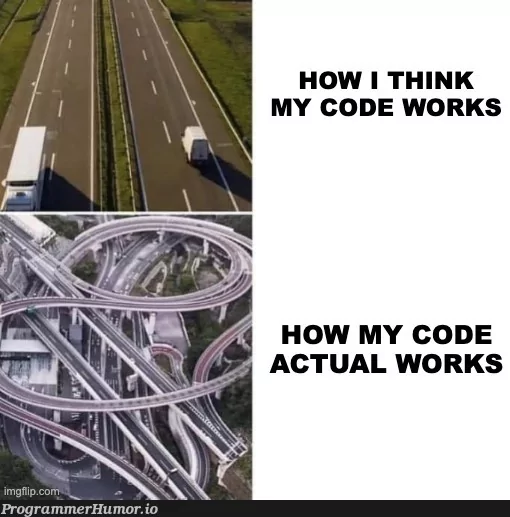 HOW I THINK
MY CODE WORKS
HOW MY CODE
ACTUAL WORKS
imgflip.com
ProgrammerHumor.io